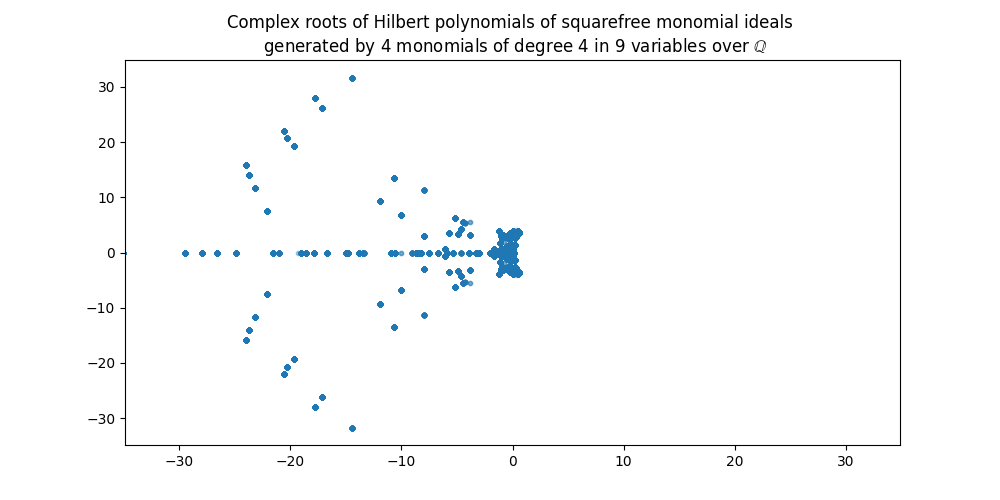 Complex roots of Hilbert polynomials of squarefree monomial ideals
generated by 4 monomials of degree 4 in 9 variables over ℚ
30
20
10
0
−10
−20
−30
−30 −20 −10 0 10 20 30